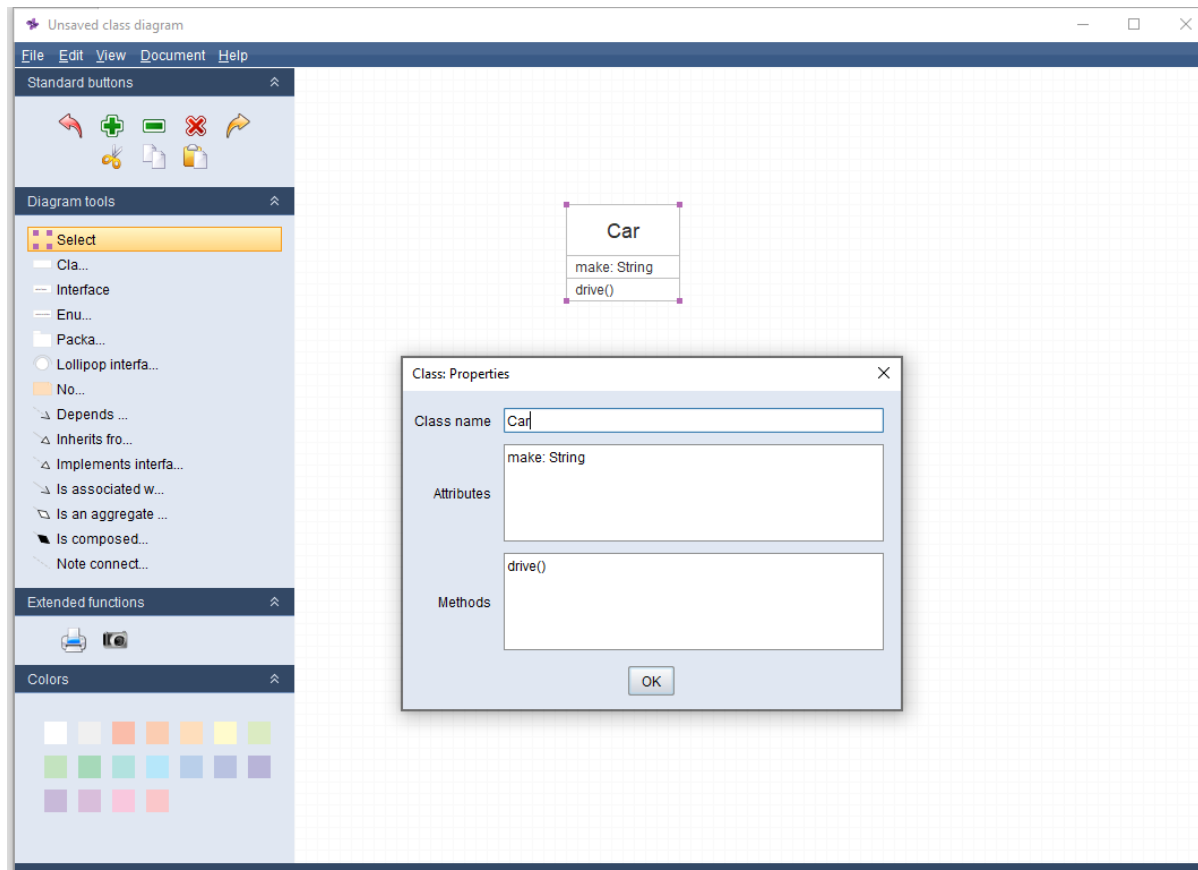 Unsaved class diagram
File Edit View Document Help
Standard buttons
Diagram tools
Select
Cla...
Interface
Enu...
Packa...
Lollipop interfa...
No...
Depends ...
Inherits fro...
Implements interfa...
Is associated w...
Is an aggregate ...
Is composed...
Note connect...
Extended functions
Colors
Car
make: String
drive()
Class: Properties
Class name Car
Attributes make: String
Methods drive()
OK